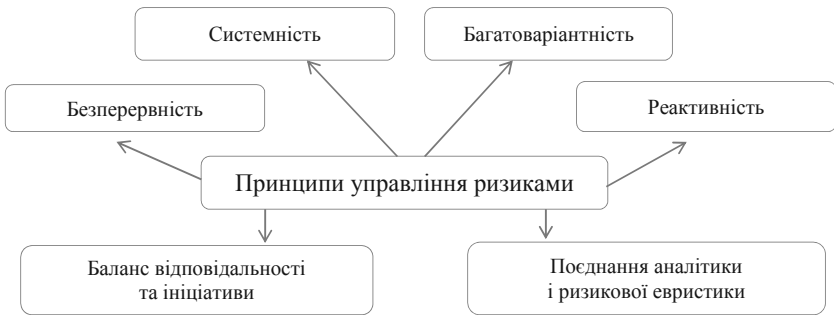 Системність
Багатоваріантність
Безперервність
Реактивність
Принципи управління ризиками
Баланс відповідальності
та ініціативи
Поєднання аналітики
і ризикової евристики